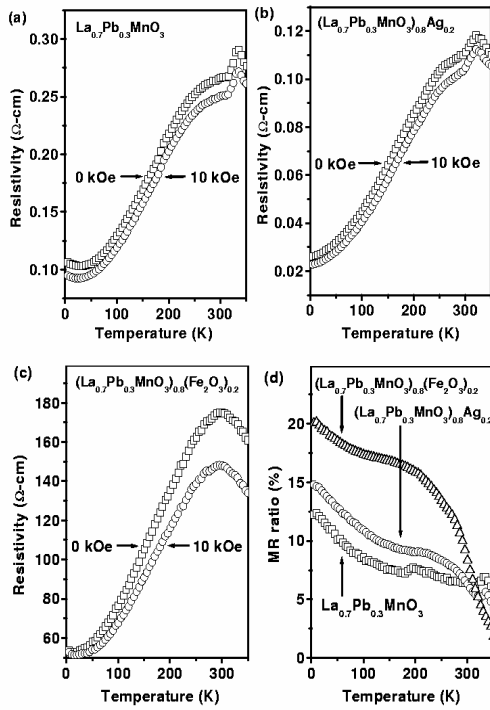 (a) La0.7Pb0.3MnO3
0.30
0.25
0.20
0.15
0.10
Resistivity (Ω-cm)
0 kOe
10 kOe
0 100 200 300
Temperature (K)
(b) (La0.7Pb0.3MnO3)0.8Ag0.2
0.12
0.10
0.08
0.06
0.04
0.02
Resistivity (Ω-cm)
0 kOe
10 kOe
0 100 200 300
Temperature (K)
(c) (La0.7Pb0.3MnO3)0.8(Fe2O3)0.2
180
160
140
120
100
80
60
Resistivity (Ω-cm)
0 kOe
10 kOe
0 100 200 300
Temperature (K)
(d)
(La0.7Pb0.3MnO3)0.8(Fe2O3)0.2
(La0.7Pb0.3MnO3)0.8Ag0.2
20
15
10
5
0
MR ratio (%)
La0.7Pb0.3MnO3
0 100 200 300
Temperature (K)